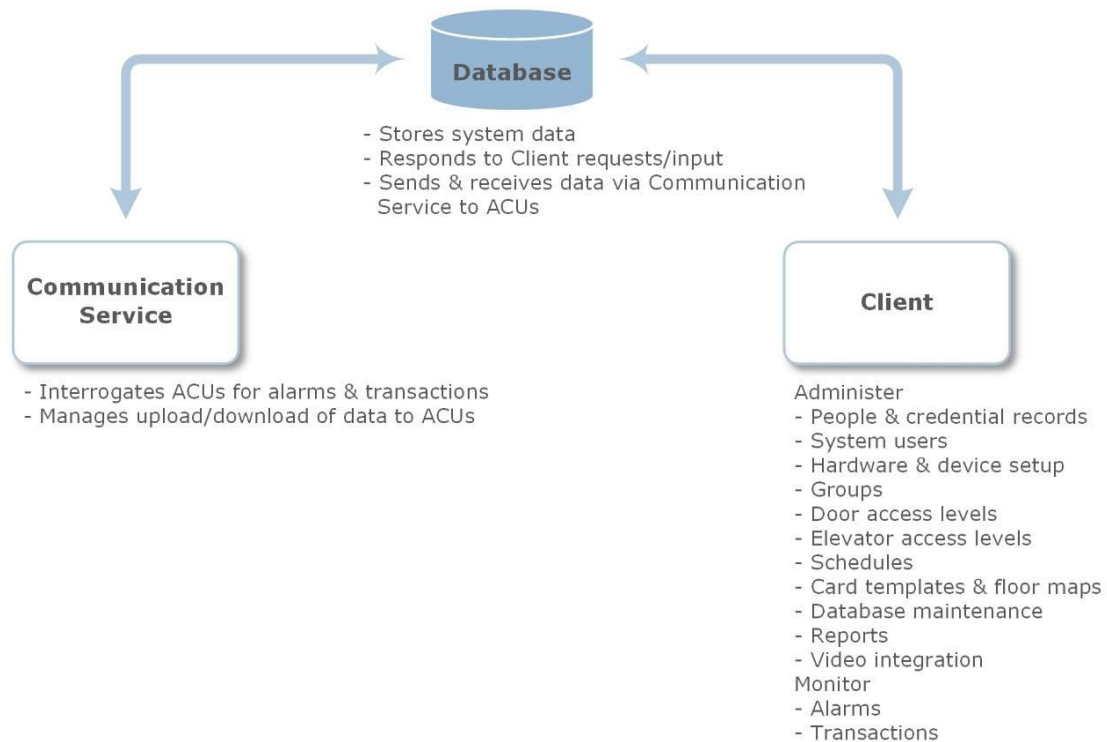 Database
- Stores system data
- Responds to Client requests/input
- Sends & receives data via Communication
Service to ACUs
Communication
Service
- Interrogates ACUs for alarms & transactions
- Manages upload/download of data to ACUs
Client
Administer
- People & credential records
- System users
- Hardware & device setup
- Groups
- Door access levels
- Elevator access levels
- Schedules
- Card templates & floor maps
- Database maintenance
- Reports
- Video integration
Monitor
- Alarms
- Transactions